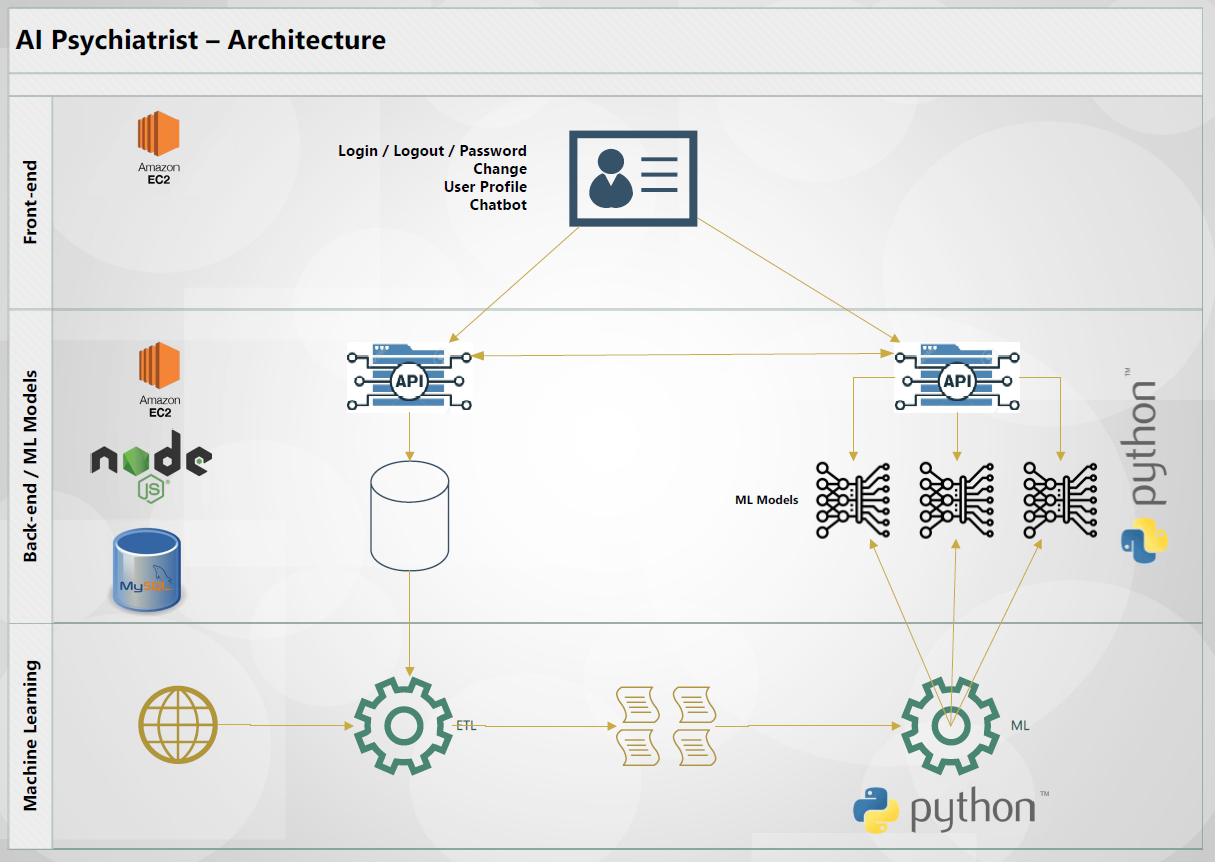 AI Psychiatrist – Architecture
Front-end
Amazon
EC2
Login / Logout / Password
Change
User Profile
Chatbot
Back-end / ML Models
Amazon
EC2
node
JS®
MySQL
API
API
ML Models
python™
Machine Learning
ETL
ML
python™